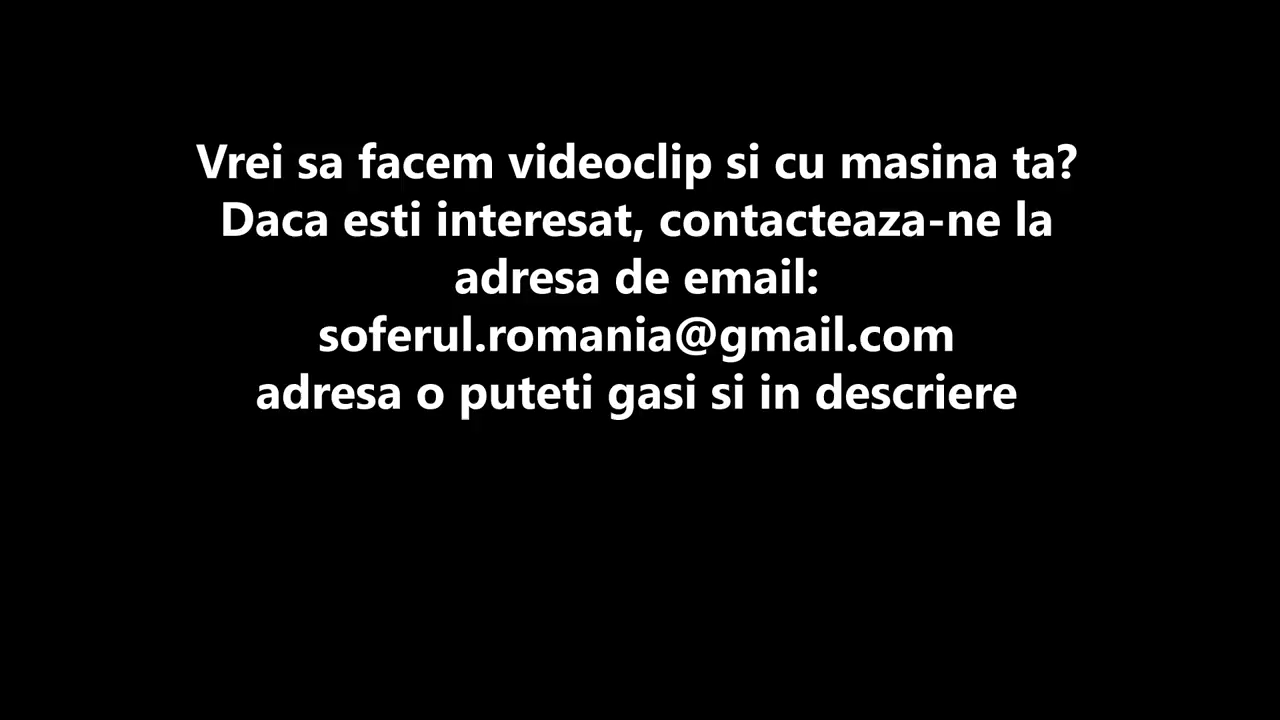 Vrei sa facem videoclip si cu masina ta?
Daca esti interesat, contacteaza-ne la
adresa de email:
soferul.romania@gmail.com
adresa o puteti gasi si in descriere